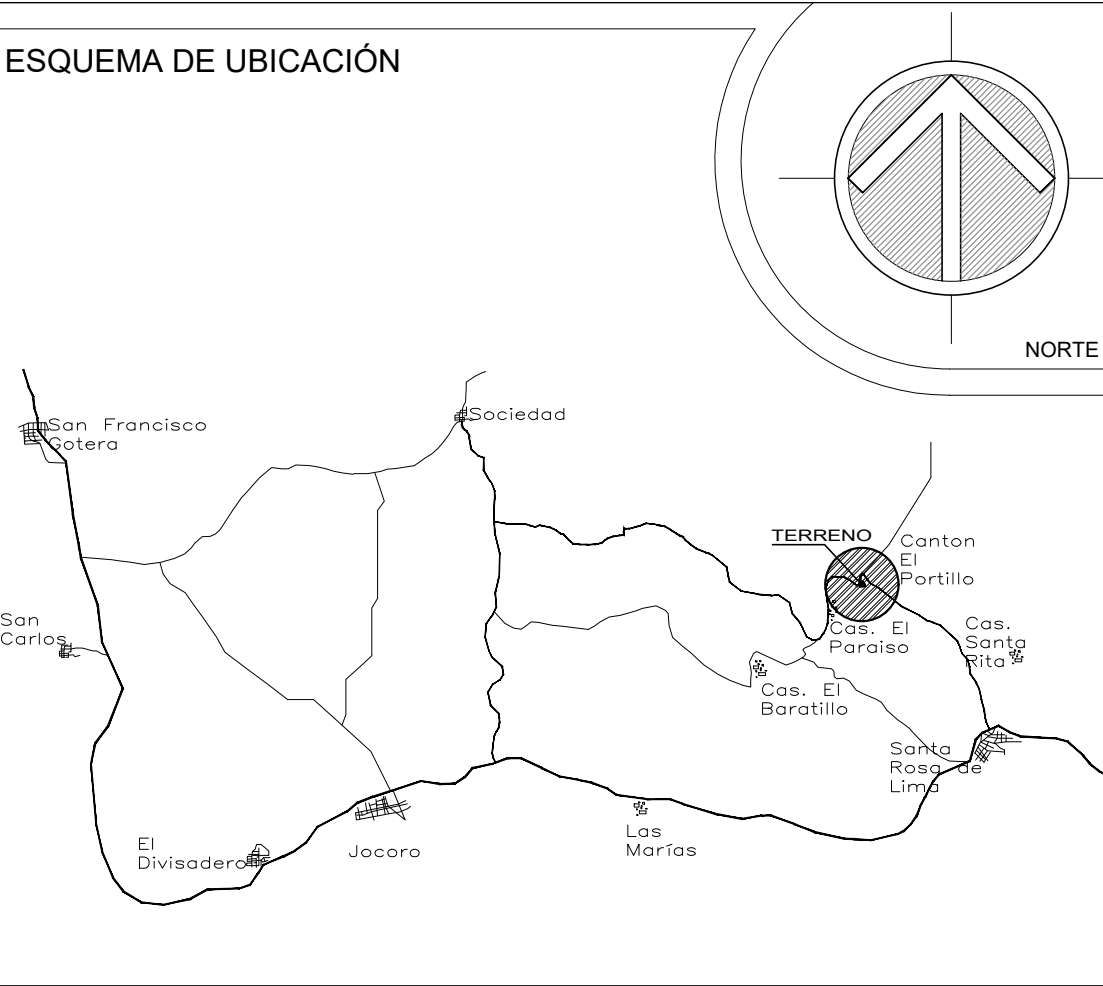 ESQUEMA DE UBICACIÓN
NORTE
San Francisco
Gotera
Sociedad
TERRENO
Canton
El
Portillo
San
Carlos
Cas. El
Paraiso
Cas.
Santa
Rita
Cas. El
Baratillo
Santa
Rosa de
Lima
El
Divisadero
Jocoro
Las
Marías